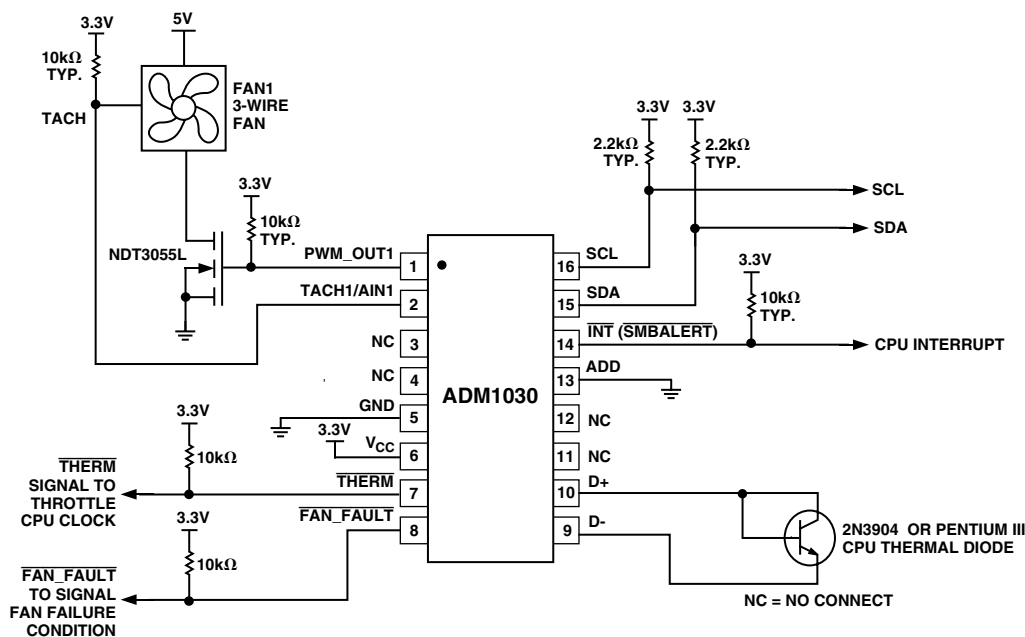 3.3V
10kΩ
TYP.
TACH
5V
FAN1
3-WIRE
FAN
3.3V
10kΩ
TYP.
NDT3055L
3.3V
2.2kΩ
TYP.
3.3V
2.2kΩ
TYP.
SCL
SDA
3.3V
10kΩ
TYP.
CPU INTERRUPT
PWM_OUT1
1
TACH1/AIN1
2
NC
3
NC
4
GND
5
3.3V
VCC
6
THERM
7
FAN_FAULT
8
ADM1030
SCL
16
SDA
15
INT (SMBALERT)
14
ADD
13
12
NC
11
NC
D+
10
D-
9
3.3V
10kΩ
THERM
SIGNAL TO
THROTTLE
CPU CLOCK
3.3V
10kΩ
FAN_FAULT
TO SIGNAL
FAN FAILURE
CONDITION
2N3904 OR PENTIUM III
CPU THERMAL DIODE
NC = NO CONNECT